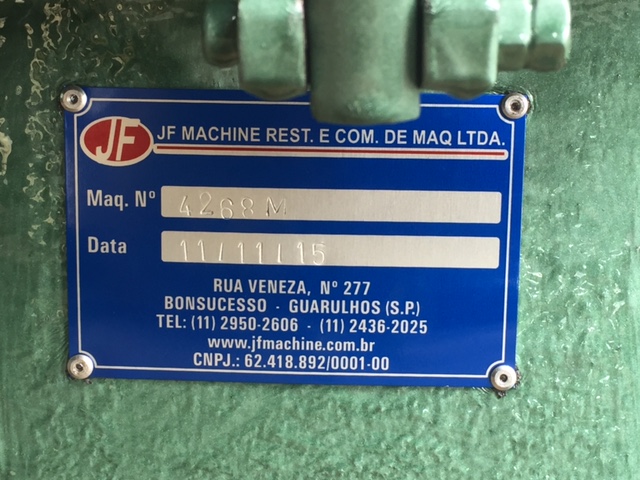 JF JF MACHINE REST. E COM. DE MAQ LTDA.
Maq. Nº 4268M
Data 11/11/15
RUA VENEZA, Nº 277
BONSUCESSO - GUARULHOS (S.P.)
TEL: (11) 2950-2606 - (11) 2436-2025
www.jfmachine.com.br
CNPJ.: 62.418.892/0001-00